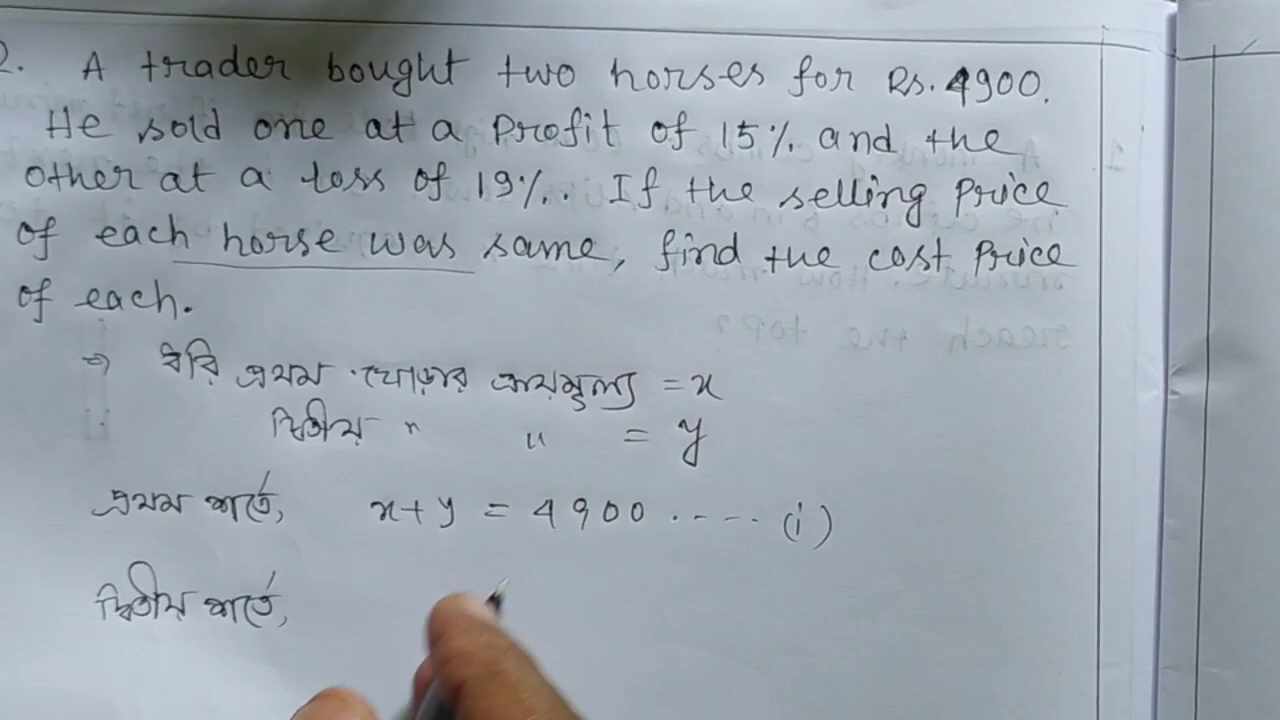 2. A trader bought two horses for Rs. 4900.
He sold one at a profit of 15% and the
other at a loss of 19%. If the selling price
of each horse was same, find the cost price
of each.
⇒ ধরি প্রথম ঘোড়ার ক্রয়মূল্য = x
দ্বিতীয় " " = y
প্রথম শর্তে, x+y = 4900 .---. (i)
দ্বিতীয় শর্তে,